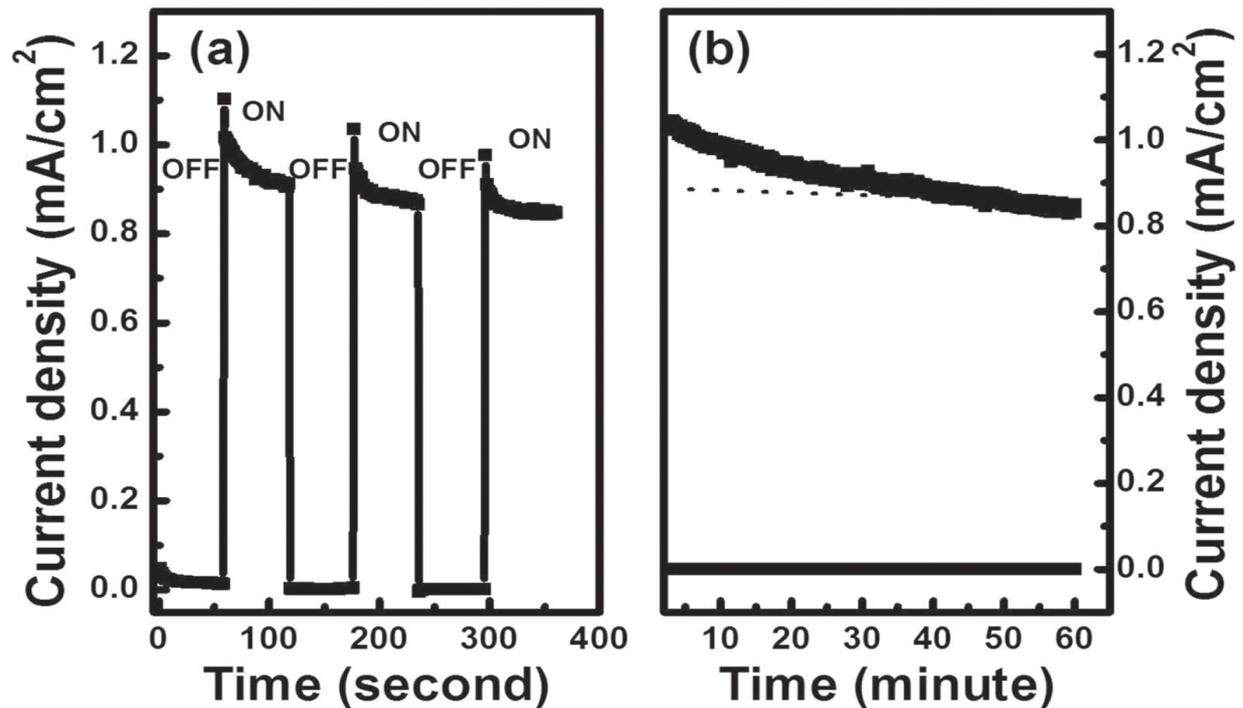 (a)
Current density (mA/cm²)
1.2
1.0
0.8
0.6
0.4
0.2
0.0
OFF ON OFF ON OFF ON
0 100 200 300 400
Time (second)
(b)
1.2
1.0
0.8
0.6
0.4
0.2
0.0
Current density (mA/cm²)
10 20 30 40 50 60
Time (minute)